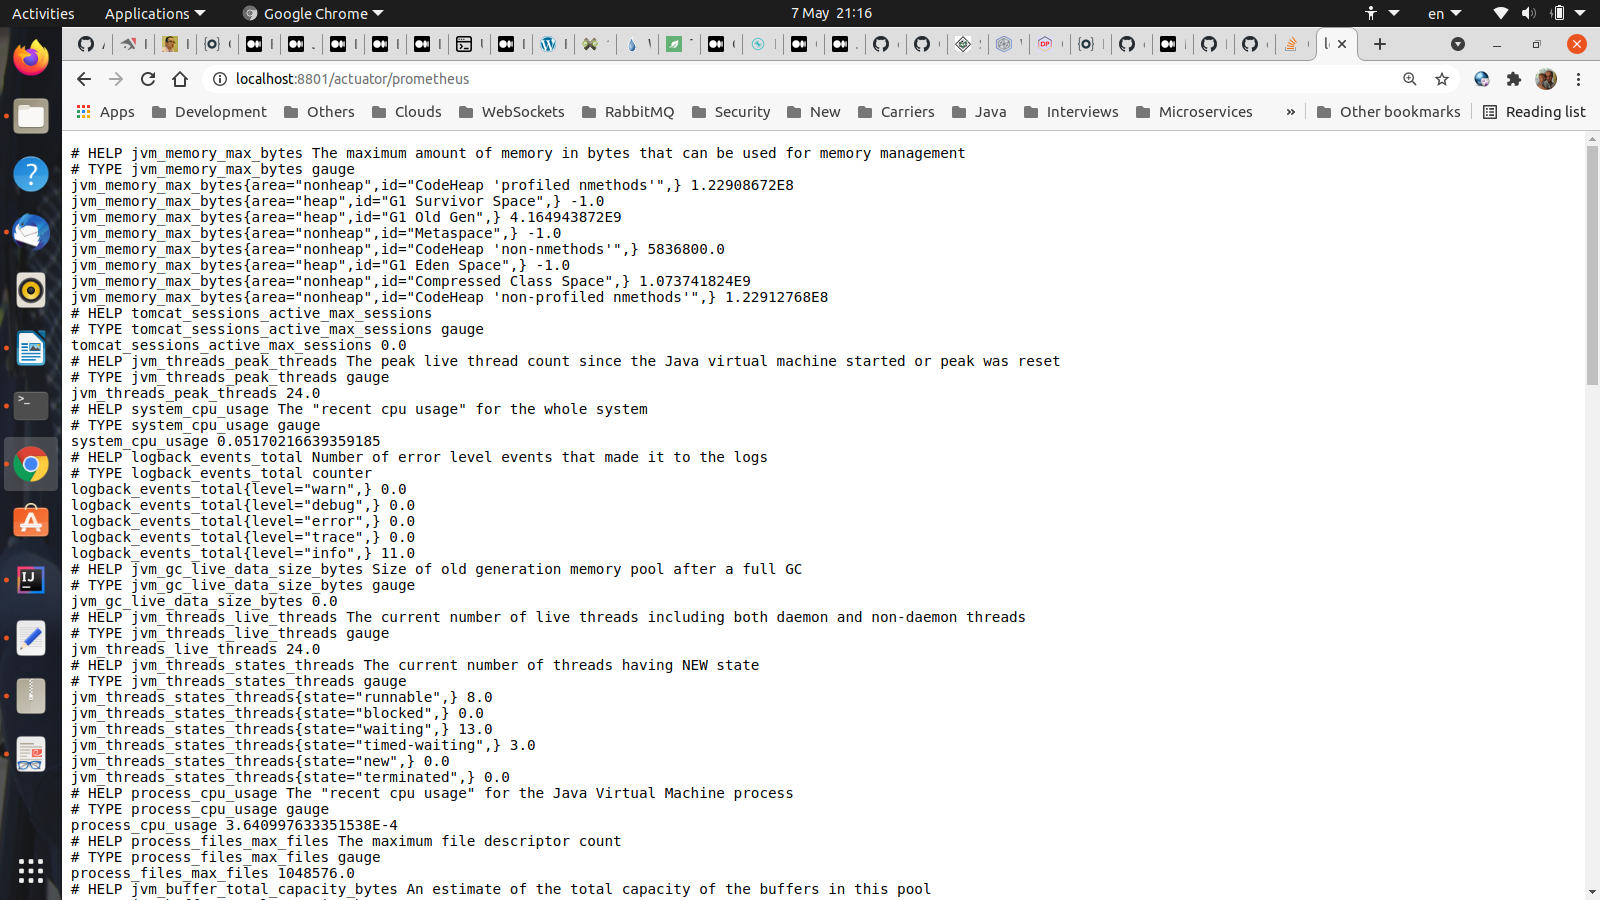 Activities Applications Google Chrome 7 May 21:16 en
localhost:8801/actuator/prometheus
Apps Development Others Clouds WebSockets RabbitMQ Security New Carriers Java Interviews Microservices » Other bookmarks Reading list
# HELP jvm_memory_max_bytes The maximum amount of memory in bytes that can be used for memory management
# TYPE jvm_memory_max_bytes gauge
jvm_memory_max_bytes{area="nonheap",id="CodeHeap 'profiled nmethods'",} 1.22908672E8
jvm_memory_max_bytes{area="heap",id="G1 Survivor Space",} -1.0
jvm_memory_max_bytes{area="heap",id="G1 Old Gen",} 4.164943872E9
jvm_memory_max_bytes{area="nonheap",id="Metaspace",} -1.0
jvm_memory_max_bytes{area="nonheap",id="CodeHeap 'non-nmethods'",} 5836800.0
jvm_memory_max_bytes{area="heap",id="G1 Eden Space",} -1.0
jvm_memory_max_bytes{area="nonheap",id="Compressed Class Space",} 1.073741824E9
jvm_memory_max_bytes{area="nonheap",id="CodeHeap 'non-profiled nmethods'",} 1.22912768E8
# HELP tomcat_sessions_active_max_sessions
# TYPE tomcat_sessions_active_max_sessions gauge
tomcat_sessions_active_max_sessions 0.0
# HELP jvm_threads_peak_threads The peak live thread count since the Java virtual machine started or peak was reset
# TYPE jvm_threads_peak_threads gauge
jvm_threads_peak_threads 24.0
# HELP system_cpu_usage The "recent cpu usage" for the whole system
# TYPE system_cpu_usage gauge
system_cpu_usage 0.05170216639359185
# HELP logback_events_total Number of error level events that made it to the logs
# TYPE logback_events_total counter
logback_events_total{level="warn",} 0.0
logback_events_total{level="debug",} 0.0
logback_events_total{level="error",} 0.0
logback_events_total{level="trace",} 0.0
logback_events_total{level="info",} 11.0
# HELP jvm_gc_live_data_size_bytes Size of old generation memory pool after a full GC
# TYPE jvm_gc_live_data_size_bytes gauge
jvm_gc_live_data_size_bytes 0.0
# HELP jvm_threads_live_threads The current number of live threads including both daemon and non-daemon threads
# TYPE jvm_threads_live_threads gauge
jvm_threads_live_threads 24.0
# HELP jvm_threads_states_threads The current number of threads having NEW state
# TYPE jvm_threads_states_threads gauge
jvm_threads_states_threads{state="runnable",} 8.0
jvm_threads_states_threads{state="blocked",} 0.0
jvm_threads_states_threads{state="waiting",} 13.0
jvm_threads_states_threads{state="timed-waiting",} 3.0
jvm_threads_states_threads{state="new",} 0.0
jvm_threads_states_threads{state="terminated",} 0.0
# HELP process_cpu_usage The "recent cpu usage" for the Java Virtual Machine process
# TYPE process_cpu_usage gauge
process_cpu_usage 3.640997633351538E-4
# HELP process_files_max_files The maximum file descriptor count
# TYPE process_files_max_files gauge
process_files_max_files 1048576.0
# HELP jvm_buffer_total_capacity_bytes An estimate of the total capacity of the buffers in this pool